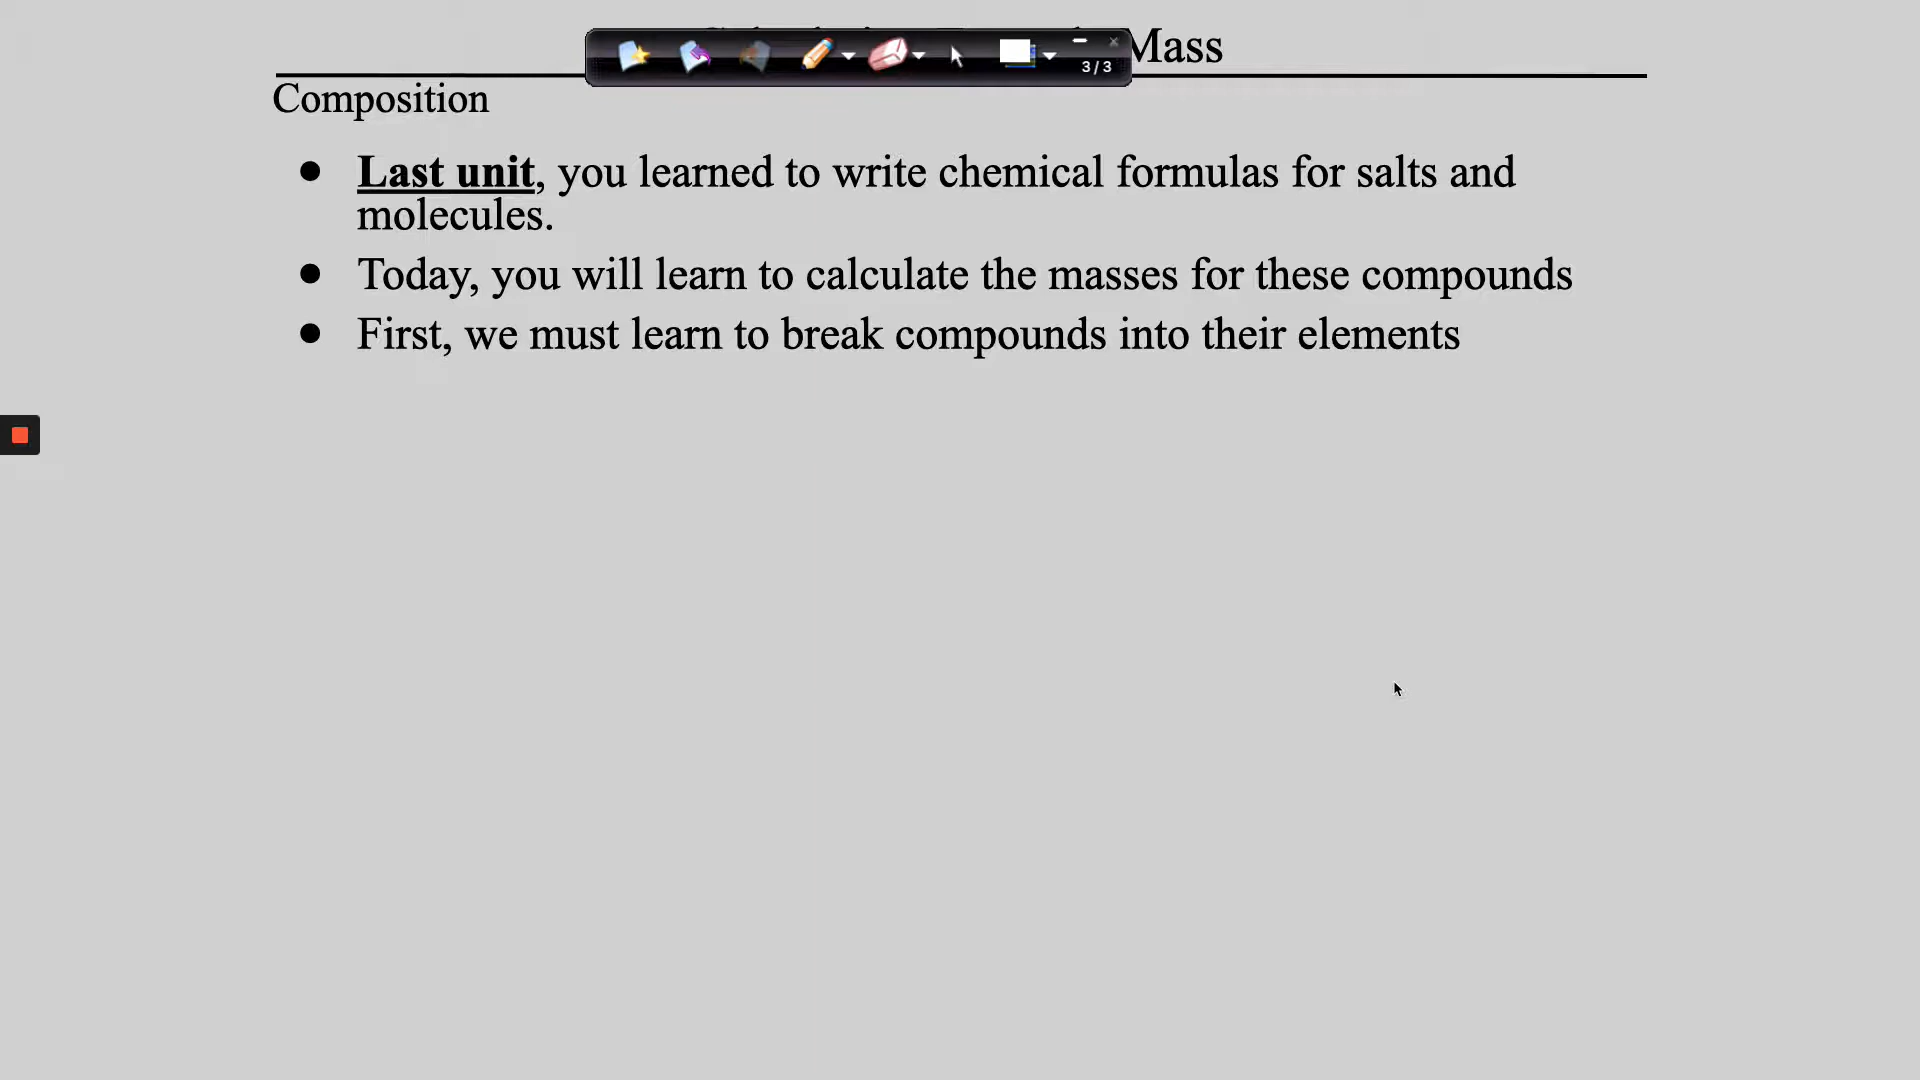 Mass
3/3
Composition
Last unit, you learned to write chemical formulas for salts and
molecules.
Today, you will learn to calculate the masses for these compounds
First, we must learn to break compounds into their elements